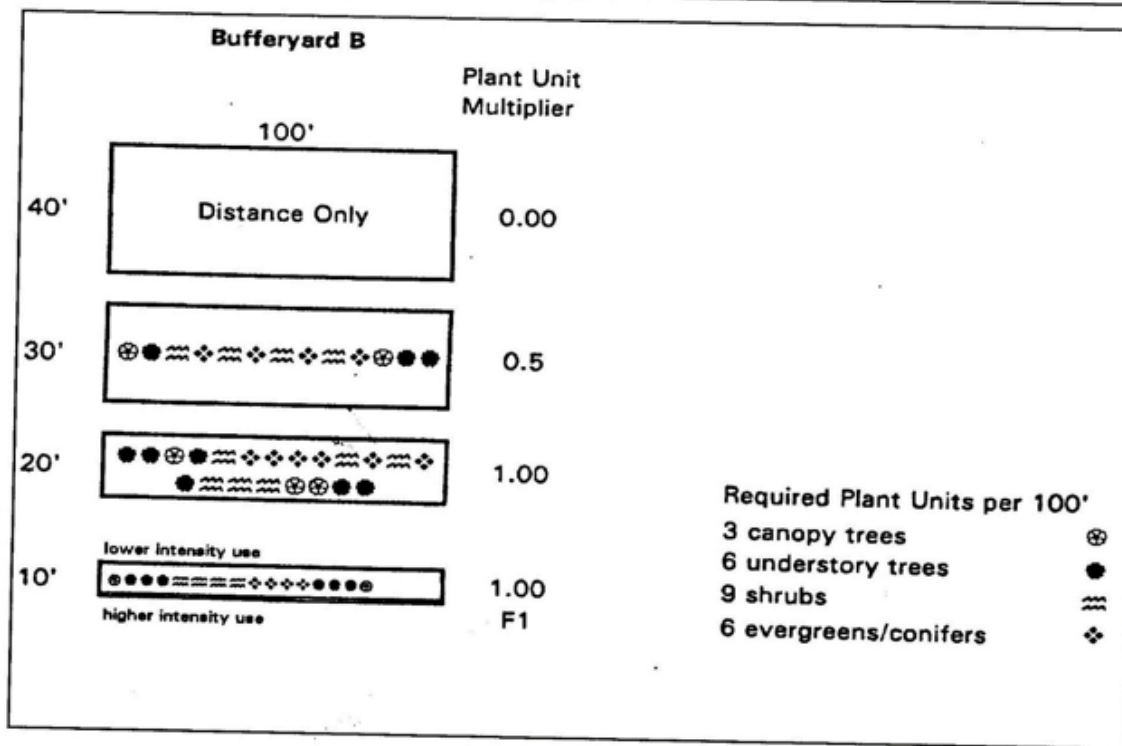 Bufferyard B
Plant Unit
Multiplier
100'
40'
Distance Only
0.00
30'
0.5
20'
1.00
lower intensity use
10'
1.00
higher intensity use
F1
Required Plant Units per 100'
3 canopy trees
6 understory trees
9 shrubs
6 evergreens/conifers